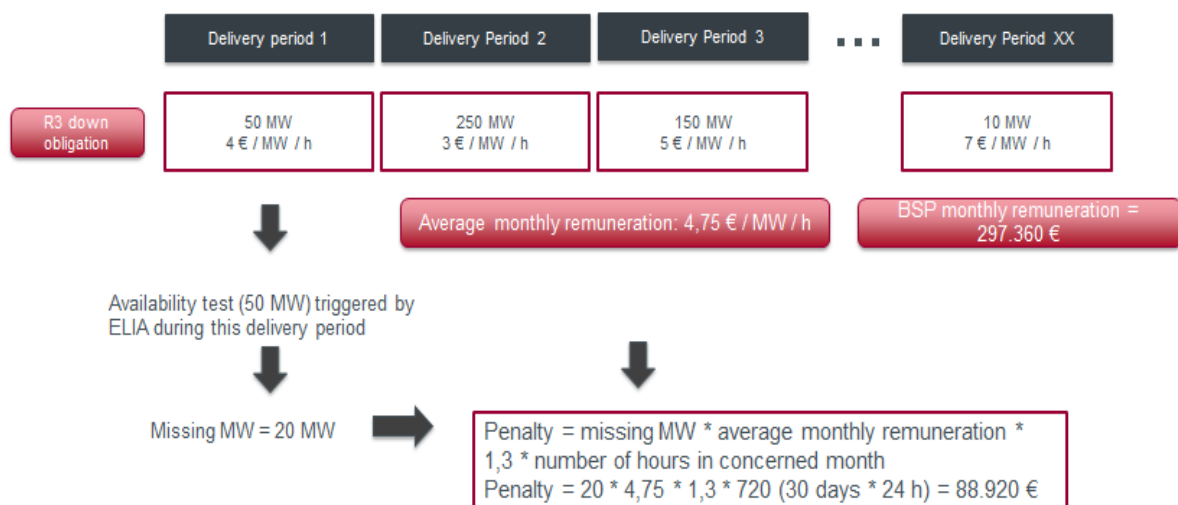 Delivery period 1
Delivery Period 2
Delivery Period 3
...
Delivery Period XX
R3 down
obligation
50 MW
4 € / MW / h
250 MW
3 € / MW / h
150 MW
5 € / MW / h
10 MW
7 € / MW / h
Average monthly remuneration: 4,75 € / MW / h
BSP monthly remuneration =
297.360 €
Availability test (50 MW) triggered by
ELIA during this delivery period
Missing MW = 20 MW
Penalty = missing MW * average monthly remuneration *
1,3 * number of hours in concerned month
Penalty = 20 * 4,75 * 1,3 * 720 (30 days * 24 h) = 88.920 €